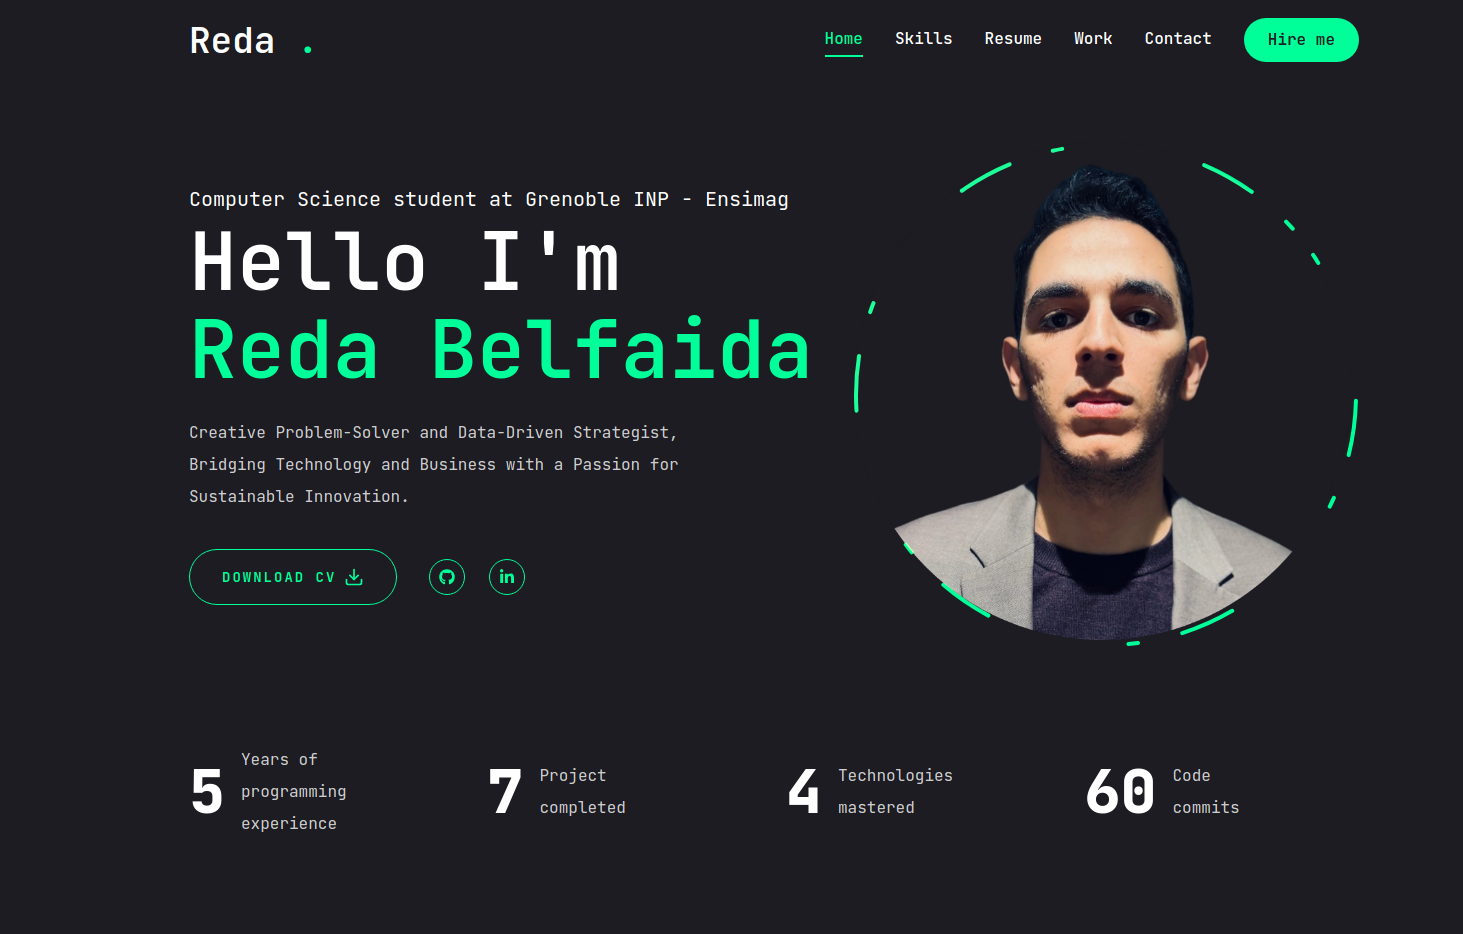 Reda .
Home Skills Resume Work Contact Hire me
Computer Science student at Grenoble INP - Ensimag
Hello I'm
Reda Belfaida
Creative Problem-Solver and Data-Driven Strategist,
Bridging Technology and Business with a Passion for
Sustainable Innovation.
DOWNLOAD CV
in
5
Years of
programming
experience
7
Project
completed
4
Technologies
mastered
60
Code
commits